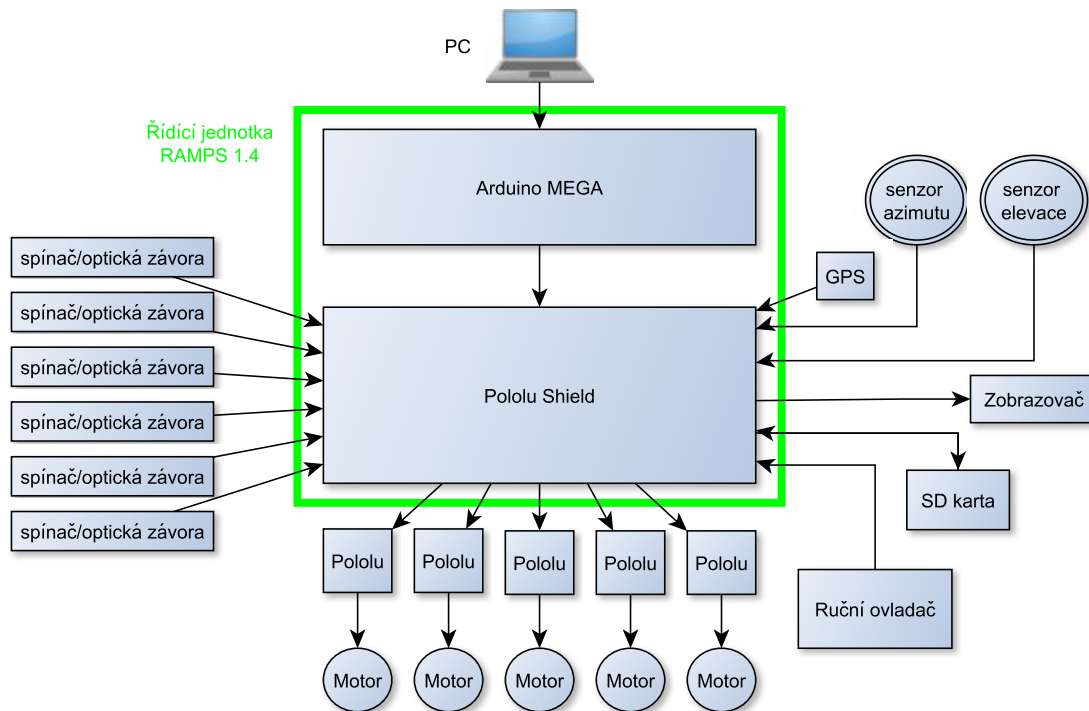 PC
Řídící jednotka
RAMPS 1.4
Arduino MEGA
senzor
azimutu
senzor
elevace
spínač/optická závora
GPS
spínač/optická závora
spínač/optická závora
Pololu Shield
Zobrazovač
spínač/optická závora
spínač/optická závora
SD karta
spínač/optická závora
Pololu
Pololu
Pololu
Pololu
Pololu
Ruční ovladač
Motor
Motor
Motor
Motor
Motor